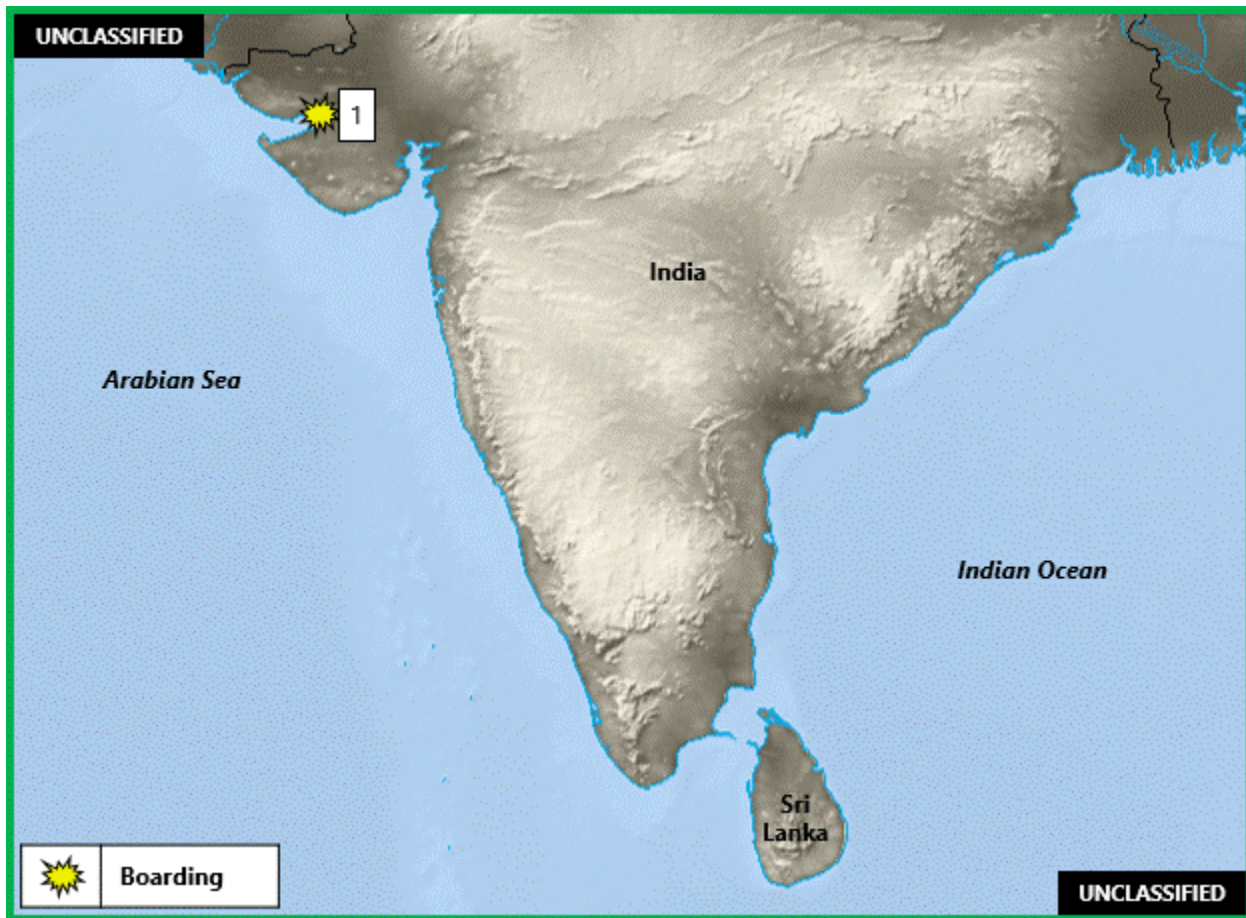 UNCLASSIFIED
1
India
Arabian Sea
Indian Ocean
Sri
Lanka
Boarding
UNCLASSIFIED